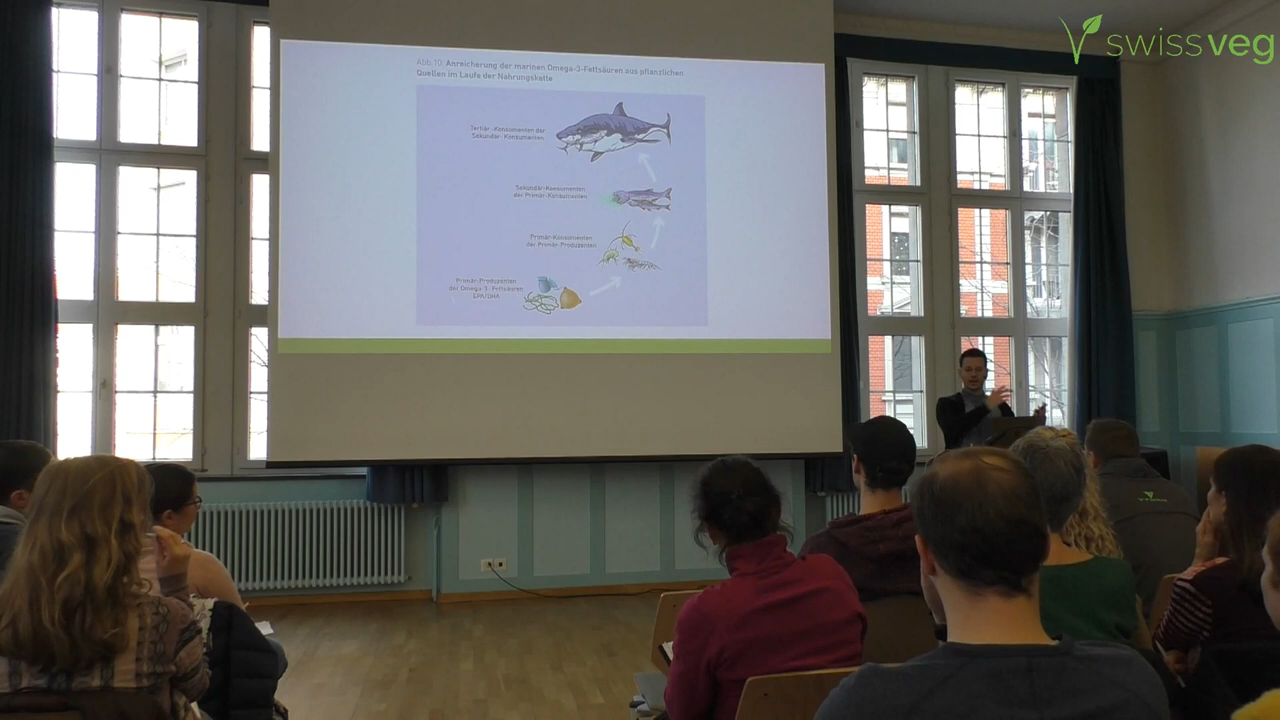 swissveg
Abb. 10: Anreicherung der marinen Omega-3-Fettsäuren aus pflanzlichen
Quellen im Laufe der Nahrungskette
Tertiär-Konsumenten der
Sekundär-Konsumenten
Sekundär-Konsumenten
der Primär-Konsumenten
Primär-Konsumenten
der Primär-Produzenten
Primär-Produzenten
der Omega-3-Fettsäuren
EPA/DHA